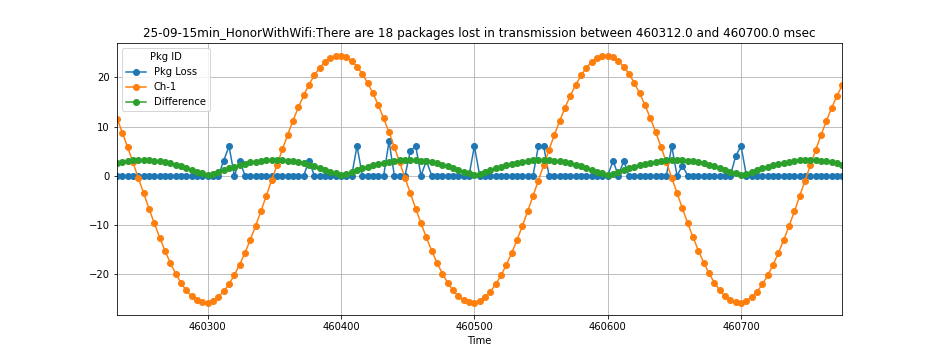 25-09-15min_HonorWithWifi:There are 18 packages lost in transmission between 460312.0 and 460700.0 msec
Pkg ID
Pkg Loss
Ch-1
Difference
20
10
0
−10
−20
460300 460400 460500 460600 460700
Time